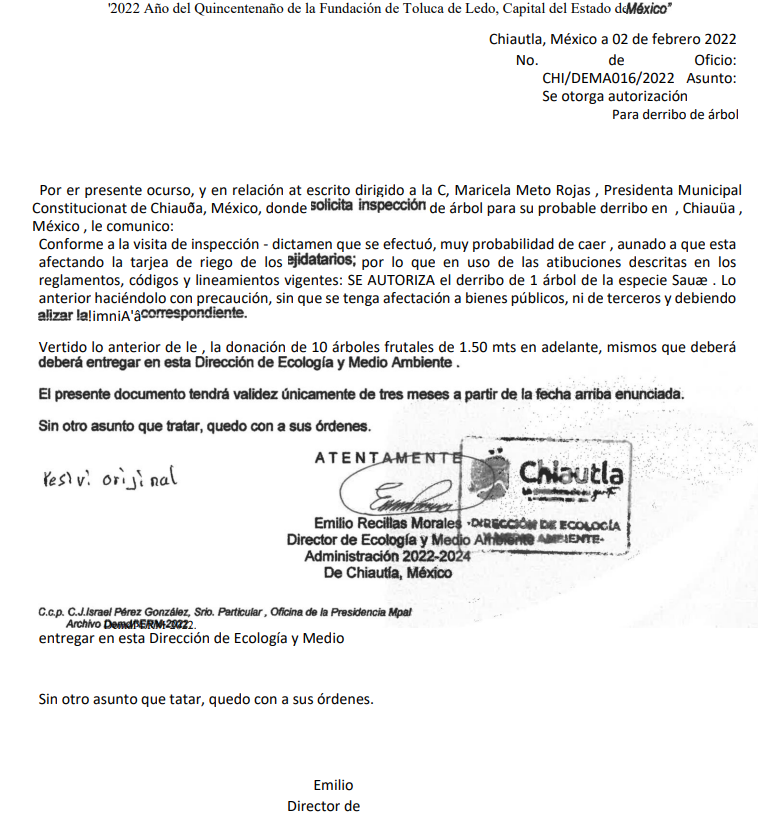 '2022 Año del Quincentenaño de la Fundación de Toluca de Ledo, Capital del Estado de México"
Chiautla, México a 02 de febrero 2022
No. de Oficio:
CHI/DEMA016/2022 Asunto:
Se otorga autorización
Para derribo de árbol
Por er presente ocurso, y en relación at escrito dirigido a la C, Maricela Meto Rojas , Presidenta Municipal
Constitucionat de Chiauða, México, donde solicita inspección de árbol para su probable derribo en , Chiauüa ,
México , le comunico:
Conforme a la visita de inspección - dictamen que se efectuó, muy probabilidad de caer , aunado a que esta
afectando la tarjea de riego de los ejidatarios; por lo que en uso de las atibuciones descritas en los
reglamentos, códigos y lineamientos vigentes: SE AUTORIZA el derribo de 1 árbol de la especie Sauæ . Lo
anterior haciéndolo con precaución, sin que se tenga afectación a bienes públicos, ni de terceros y debiendo
alizar la!imniA'âcorrespondiente.
Vertido lo anterior de le , la donación de 10 árboles frutales de 1.50 mts en adelante, mismos que deberá
deberá entregar en esta Dirección de Ecología y Medio Ambiente .
El presente documento tendrá validez únicamente de tres meses a partir de la fecha arriba enunciada.
Sin otro asunto que tratar, quedo con a sus órdenes.
ATENTAMENTE
Resivi orijinal
Chiautla
Emilio Recillas Morales -DIRECCIÓN DE ECOLOGÍA
Director de Ecología y Medio Ambiente AMBIENTE-
Administración 2022-2024
De Chiautla, México
C.c.p. C.J.Israel Pérez González, Srio. Particular , Oficina de la Presidencia Mpal
Archivo
entregar en esta Dirección de Ecología y Medio
Sin otro asunto que tatar, quedo con a sus órdenes.
Emilio
Director de